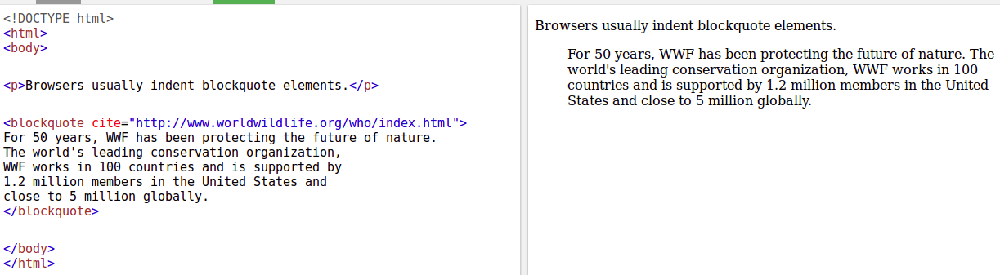 <!DOCTYPE html>
<html>
<body>
<p>Browsers usually indent blockquote elements.</p>
<blockquote cite="http://www.worldwildlife.org/who/index.html">
For 50 years, WWF has been protecting the future of nature.
The world's leading conservation organization,
WWF works in 100 countries and is supported by
1.2 million members in the United States and
close to 5 million globally.
</blockquote>
</body>
</html>
Browsers usually indent blockquote elements.
For 50 years, WWF has been protecting the future of nature. The
world's leading conservation organization, WWF works in 100
countries and is supported by 1.2 million members in the United
States and close to 5 million globally.